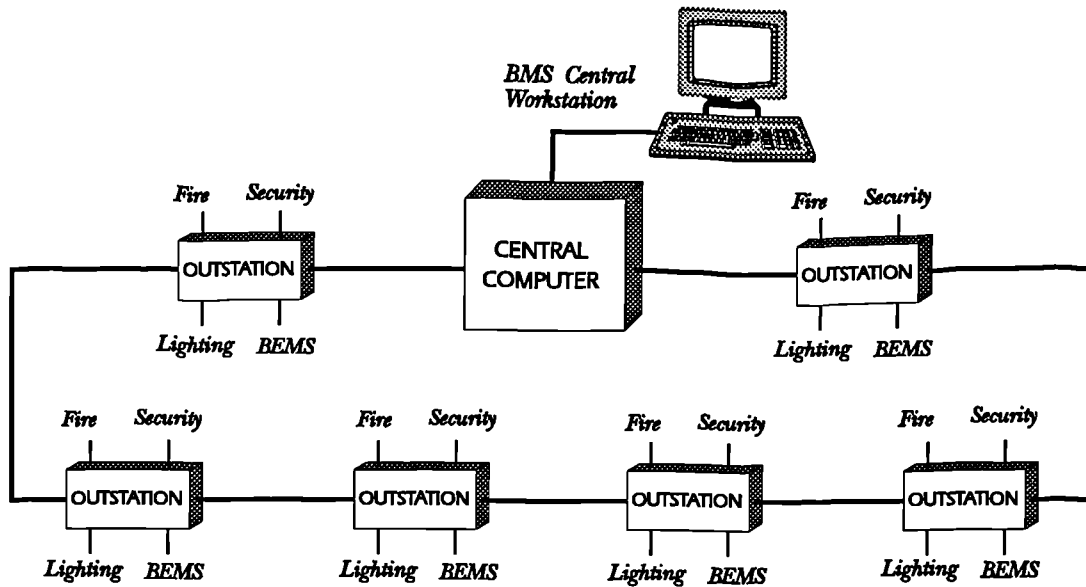 BMS Central
Workstation
Fire Security
OUTSTATION
Lighting BEMS
CENTRAL
COMPUTER
Fire Security
OUTSTATION
Lighting BEMS
Fire Security
OUTSTATION
Lighting BEMS
Fire Security
OUTSTATION
Lighting BEMS
Fire Security
OUTSTATION
Lighting BEMS
Fire Security
OUTSTATION
Lighting BEMS